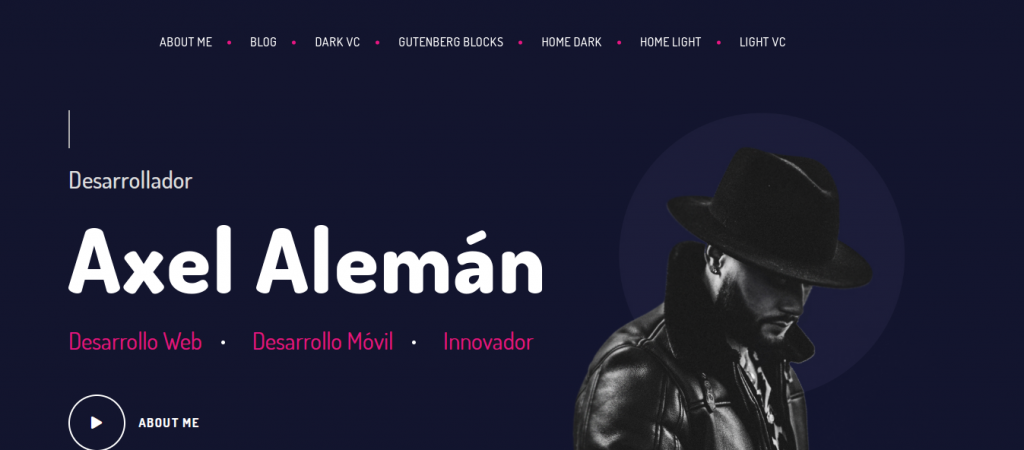 ABOUT ME • BLOG • DARK VC • GUTENBERG BLOCKS • HOME DARK • HOME LIGHT • LIGHT VC
Desarrollador
Axel Alemán
Desarrollo Web • Desarrollo Móvil • Innovador
ABOUT ME